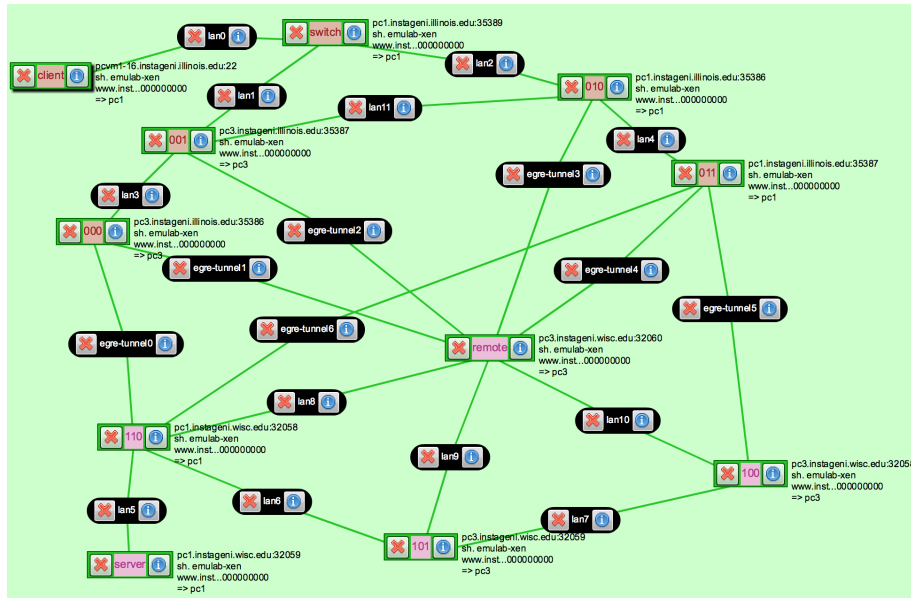 switch
pc1.instageni.illinois.edu:35389
sh. emulab-xen
www.inst...000000000
=> pc1
lan0
client
pcvm1-16.instageni.illinois.edu:22
sh. emulab-xen
www.inst...000000000
=> pc1
lan2
010
pc1.instageni.illinois.edu:35386
sh. emulab-xen
www.inst...000000000
=> pc1
lan1
lan11
001
pc3.instageni.illinois.edu:35387
sh. emulab-xen
www.inst...000000000
=> pc3
lan4
011
pc1.instageni.illinois.edu:35387
sh. emulab-xen
www.inst...000000000
=> pc1
egre-tunnel3
lan3
000
pc3.instageni.illinois.edu:35386
sh. emulab-xen
www.inst...000000000
=> pc3
egre-tunnel2
egre-tunnel1
egre-tunnel4
egre-tunnel5
egre-tunnel6
egre-tunnel0
remote
pc3.instageni.wisc.edu:32060
sh. emulab-xen
www.inst...000000000
=> pc3
lan8
lan10
110
pc1.instageni.wisc.edu:32058
sh. emulab-xen
www.inst...000000000
=> pc1
lan9
100
pc3.instageni.wisc.edu:32058
sh. emulab-xen
www.inst...000000000
=> pc3
lan6
lan5
lan7
101
pc3.instageni.wisc.edu:32059
sh. emulab-xen
www.inst...000000000
=> pc3
server
pc1.instageni.wisc.edu:32059
sh. emulab-xen
www.inst...000000000
=> pc1